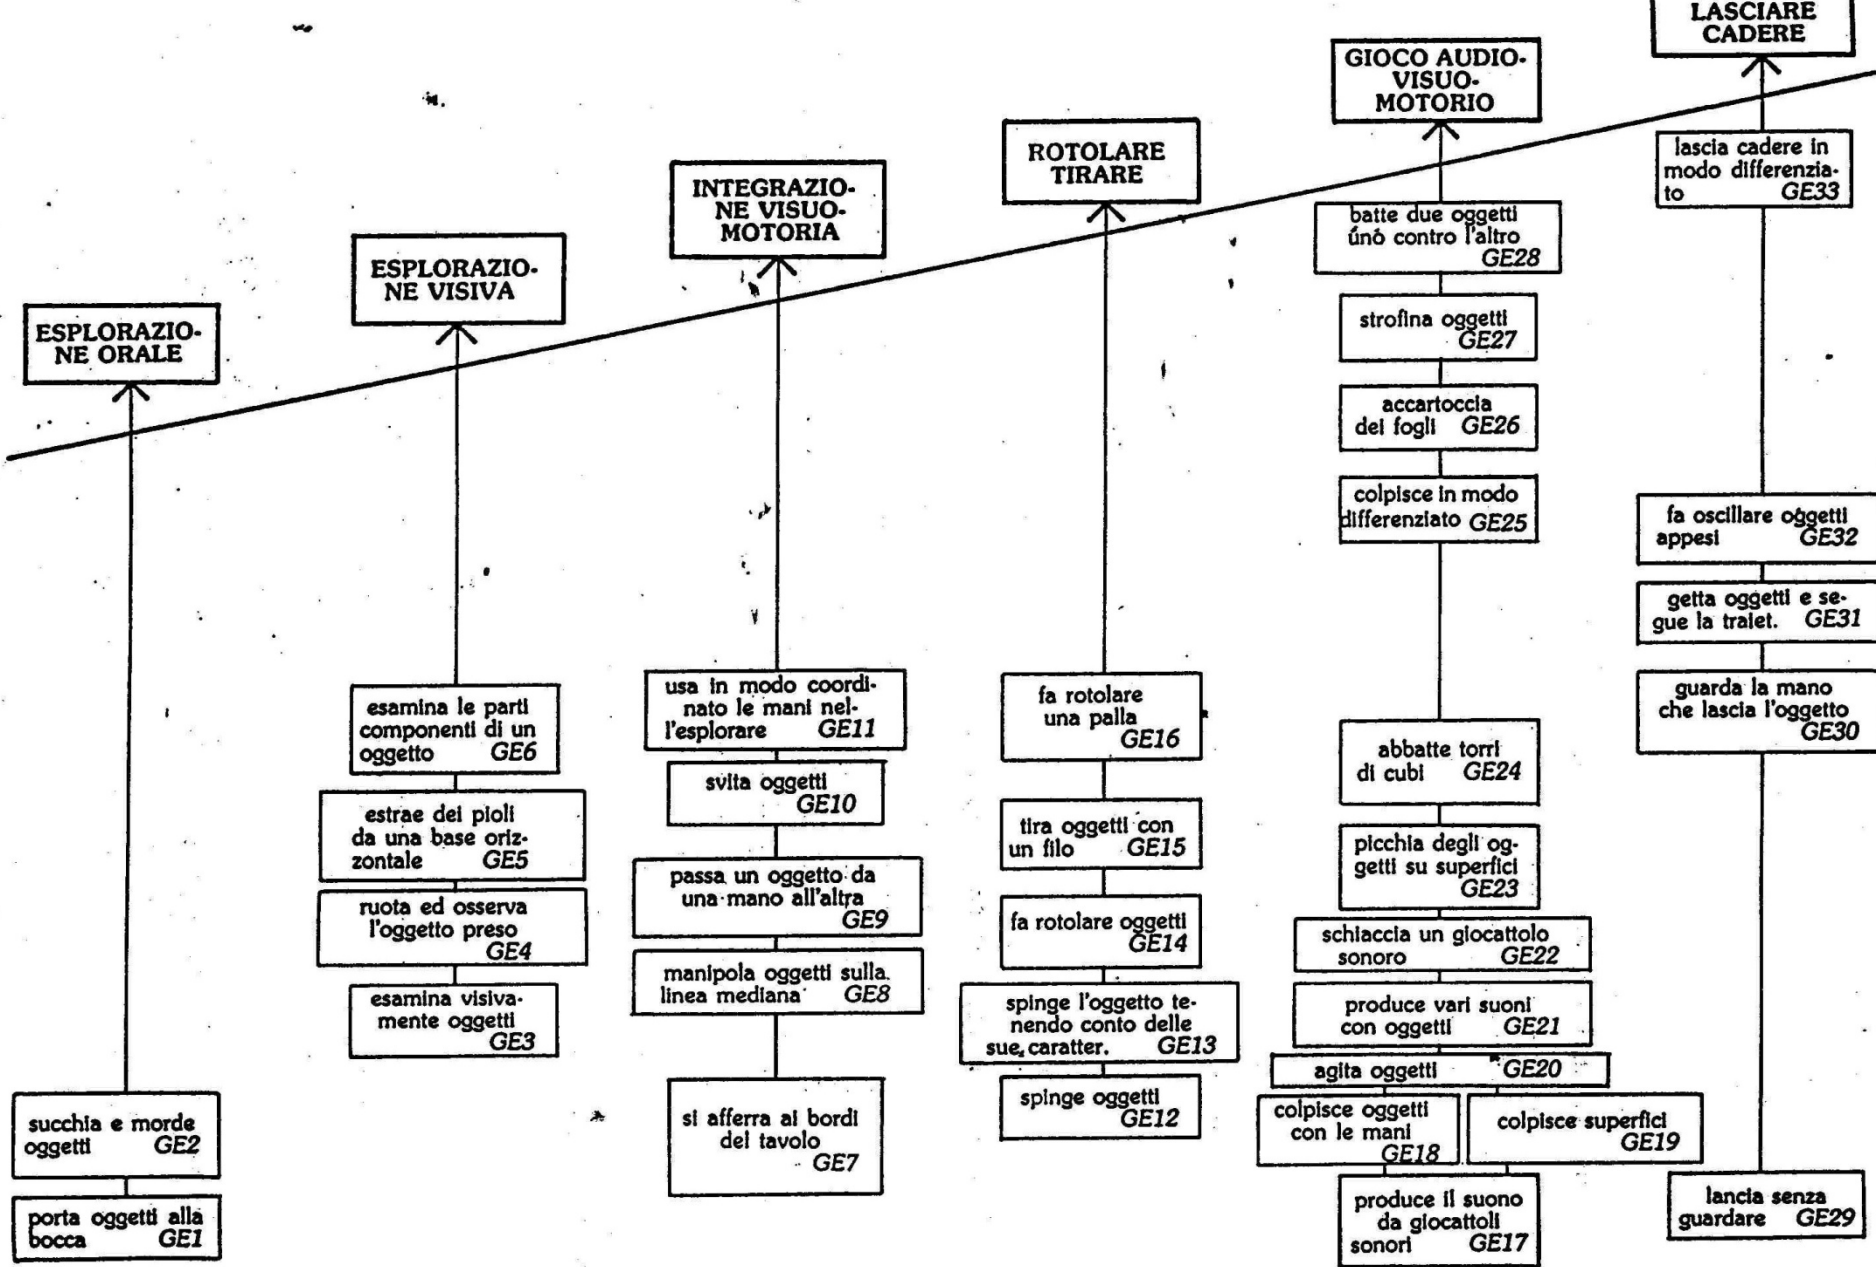 ESPLORAZIO-
NE ORALE
succhia e morde
oggetti GE2
porta oggetti alla
bocca GE1
ESPLORAZIO-
NE VISIVA
esamina le parti
componenti di un
oggetto GE6
estrae dei pioli
da una base oriz-
zontale GE5
ruota ed osserva
l'oggetto preso
GE4
esamina visiva-
mente oggetti
GE3
INTEGRAZIO-
NE VISUO-
MOTORIA
usa in modo coordi-
nato le mani nel-
l'esplorare GE11
svita oggetti
GE10
passa un oggetto da
una mano all'altra
GE9
manipola oggetti sulla
linea mediana GE8
si afferra ai bordi
del tavolo
GE7
ROTOLARE
TIRARE
fa rotolare
una palla
GE16
tira oggetti con
un filo GE15
fa rotolare oggetti
GE14
spinge l'oggetto te-
nendo conto delle
sue caratter. GE13
spinge oggetti
GE12
GIOCO AUDIO-
VISUO-
MOTORIO
batte due oggetti
uno contro l'altro
GE28
strofina oggetti
GE27
accartoccia
dei fogli GE26
colpisce in modo
differenziato GE25
abbatte torri
di cubi GE24
picchia degli og-
getti su superfici
GE23
schiaccia un giocattolo
sonoro GE22
produce vari suoni
con oggetti GE21
agita oggetti GE20
colpisce oggetti
con le mani
GE18
colpisce superfici
GE19
produce il suono
da giocattoli
sonori GE17
LASCIARE
CADERE
lascia cadere in
modo differenzia-
to GE33
fa oscillare oggetti
appesi GE32
getta oggetti e se-
gue la traiet. GE31
guarda la mano
che lascia l'oggetto
GE30
lancia senza
guardare GE29